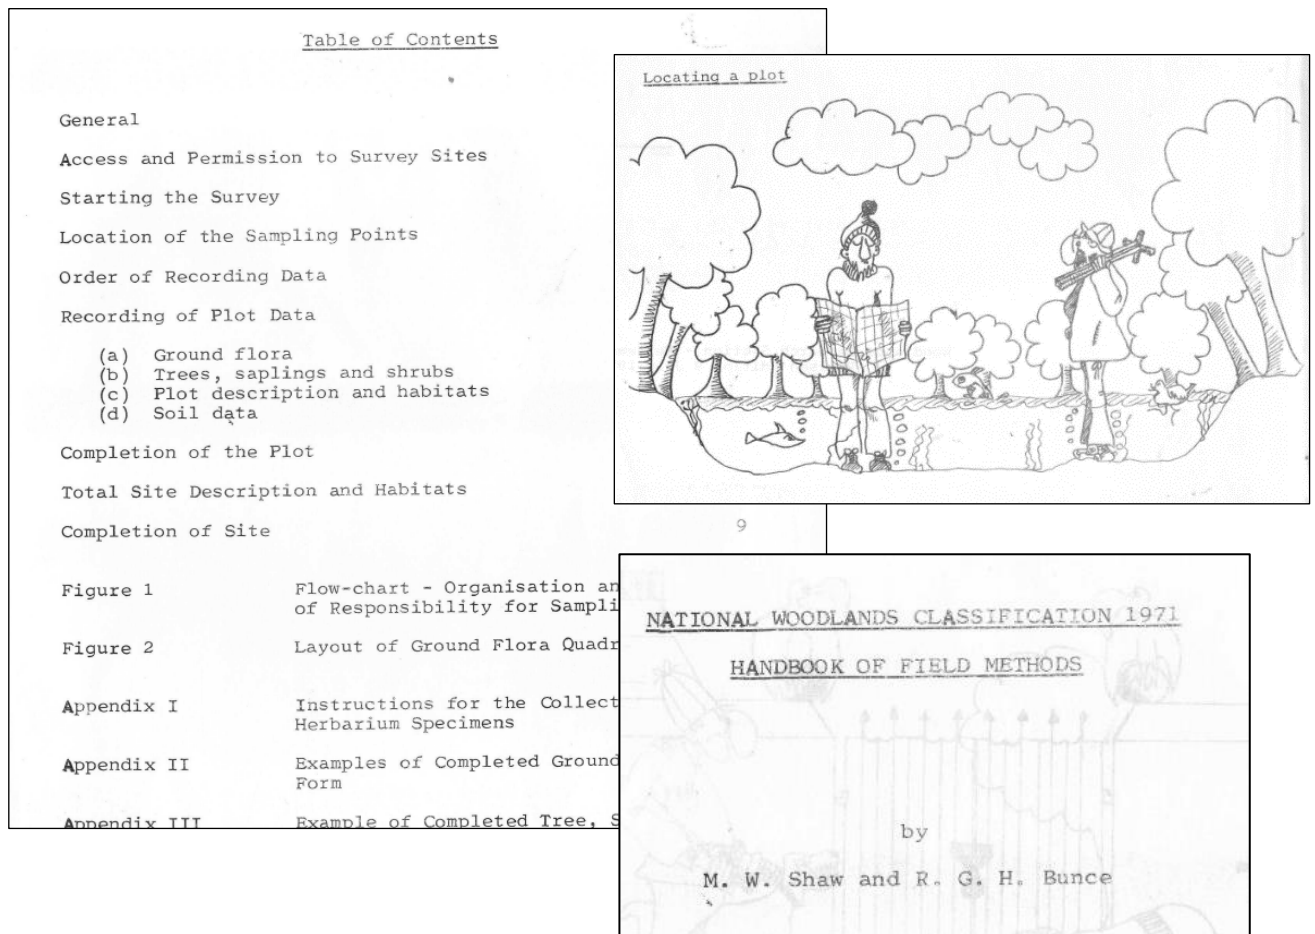 Table of Contents
General
Access and Permission to Survey Sites
Starting the Survey
Location of the Sampling Points
Order of Recording Data
Recording of Plot Data
(a) Ground flora
(b) Trees, saplings and shrubs
(c) Plot description and habitats
(d) Soil data
Completion of the Plot
Total Site Description and Habitats
Completion of Site
9
Figure 1 Flow-chart - Organisation an
of Responsibility for Sampli
Figure 2 Layout of Ground Flora Quadr
Appendix I Instructions for the Collect
Herbarium Specimens
Appendix II Examples of Completed Ground
Form
Appendix III Example of Completed Tree, S
Locating a plot
NATIONAL WOODLANDS CLASSIFICATION 1971
HANDBOOK OF FIELD METHODS
by
M. W. Shaw and R. G. H. Bunce